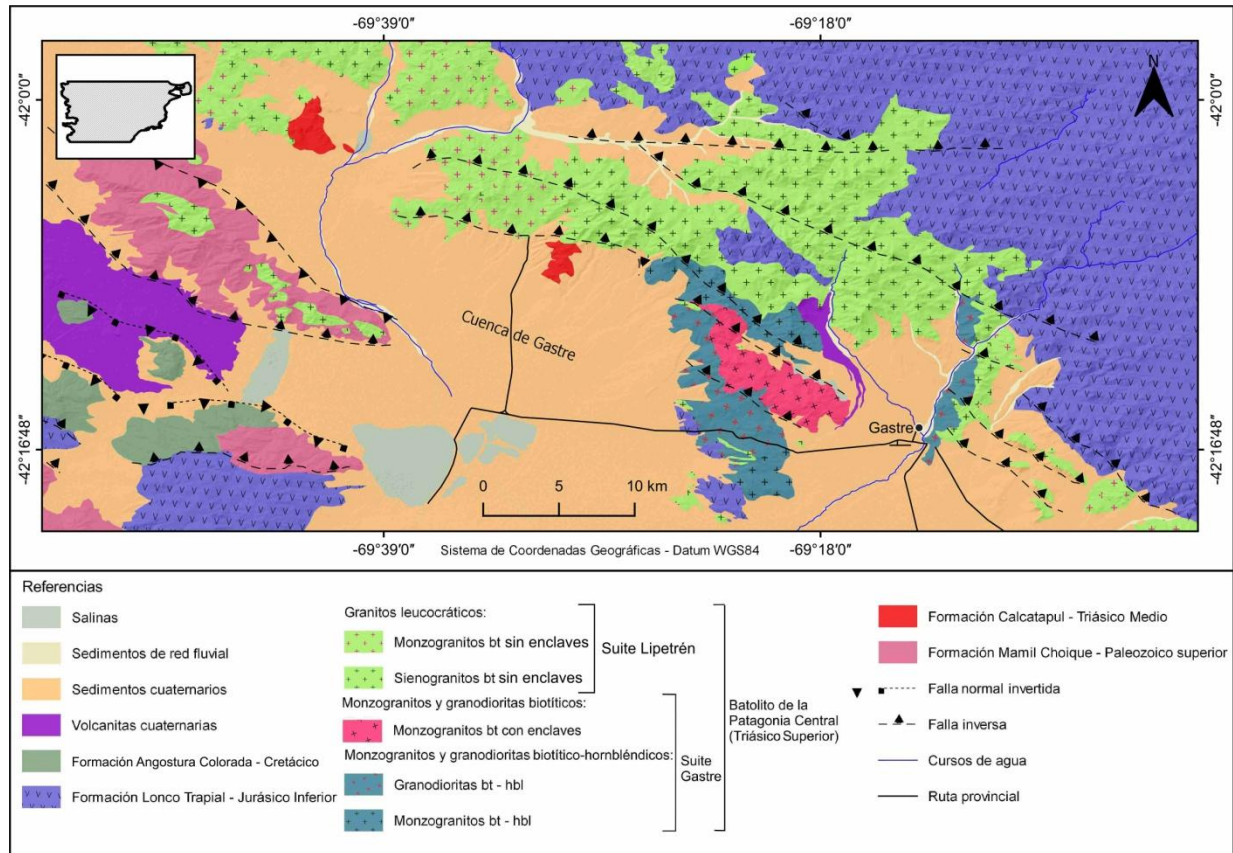 -69°39'0"
-69°18'0"
N
-42°0'0"
-42°0'0"
Cuenca de Gastre
Gastre
-42°16'48"
-42°16'48"
0 5 10 km
-69°39'0"
Sistema de Coordenadas Geográficas - Datum WGS84
-69°18'0"
Referencias
Salinas
Sedimentos de red fluvial
Sedimentos cuaternarios
Volcanitas cuaternarias
Formación Angostura Colorada - Cretácico
Formación Lonco Trapial - Jurásico Inferior
Granitos leucocráticos:
Monzogranitos bt sin enclaves
Sienogranitos bt sin enclaves
Suite Lipetrén
Monzogranitos y granodioritas biotíticos:
Monzogranitos bt con enclaves
Monzogranitos y granodioritas biotítico-hornbléndicos:
Granodioritas bt - hbl
Monzogranitos bt - hbl
Suite
Gastre
Batolito de la
Patagonia Central
(Triásico Superior)
Formación Calcatapul - Triásico Medio
Formación Mamil Choique - Paleozoico superior
Falla normal invertida
Falla inversa
Cursos de agua
Ruta provincial